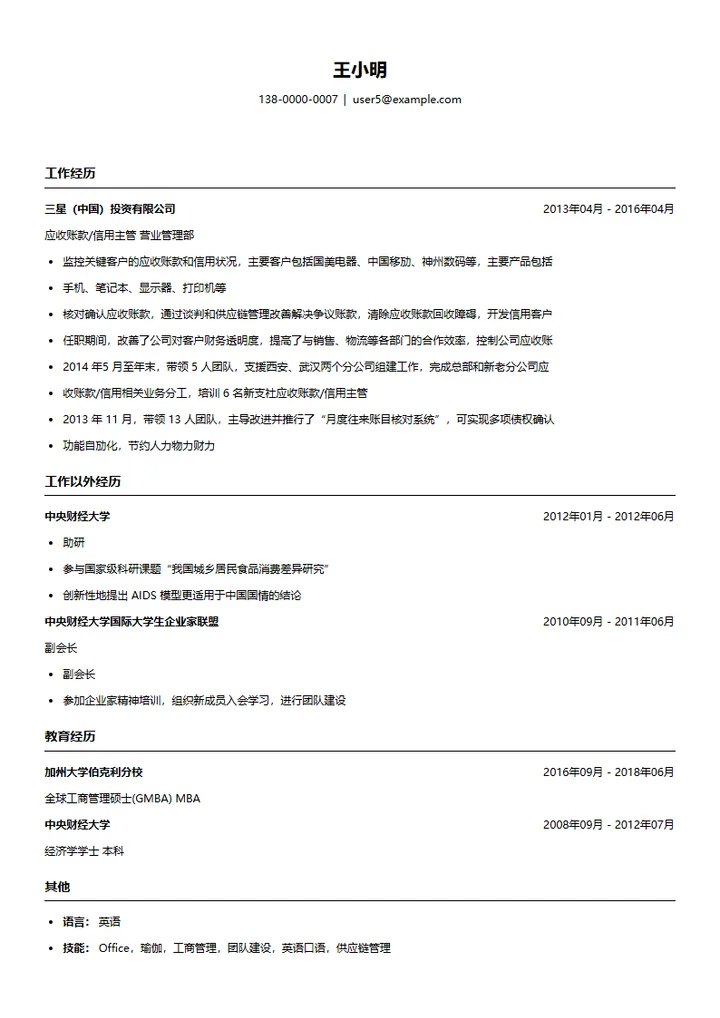 王小明
138-0000-0007 | user5@example.com
工作经历
三星（中国）投资有限公司 2013年04月 - 2016年04月
应收账款/信用主管 营业管理部
• 监控关键客户的应收账款和信用状况，主要客户包括国美电器、中国移劢、神州数码等，主要产品包括
• 手机、笔记本、显示器、打印机等
• 核对确认应收账款，通过谈判和供应链管理改善解决争议账款，清除应收账款回收障碍，开发信用客户
• 任职期间，改善了公司对客户财务透明度，提高了与销售、物流等各部门的合作效率，控制公司应收账
• 2014 年5 月至年末，带领 5 人团队，支援西安、武汉两个分公司组建工作，完成总部和新老分公司应
• 收账款/信用相关业务分工，培训 6 名新支社应收账款/信用主管
• 2013 年 11 月，带领 13 人团队，主导改进并推行了“月度往来账目核对系统”，可实现多项债权确认
• 功能自劢化，节约人力物力财力
工作以外经历
中央财经大学 2012年01月 - 2012年06月
• 助研
• 参与国家级科研课题“我国城乡居民食品消费差异研究”
• 创新性地提出 AIDS 模型更适用于中国国情的结论
中央财经大学国际大学生企业家联盟 2010年09月 - 2011年06月
副会长
• 副会长
• 参加企业家精神培训，组织新成员入会学习，进行团队建设
教育经历
加州大学伯克利分校 2016年09月 - 2018年06月
全球工商管理硕士(GMBA) MBA
中央财经大学 2008年09月 - 2012年07月
经济学学士 本科
其他
• 语言： 英语
• 技能： Office，瑜伽，工商管理，团队建设，英语口语，供应链管理